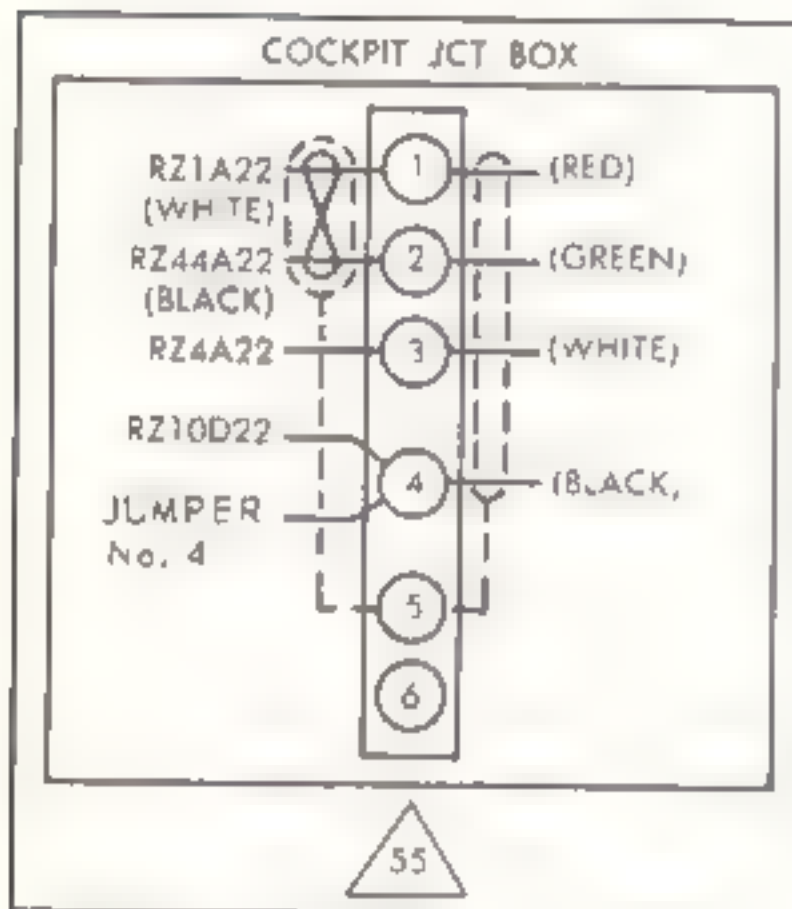 COCKPIT JCT BOX
RZ1A22 1 (RED)
(WHITE)
RZ44A22 2 (GREEN)
(BLACK)
RZ4A22 3 (WHITE)
RZ10D22
4 (BLACK)
JUMPER
No. 4
5
6
55